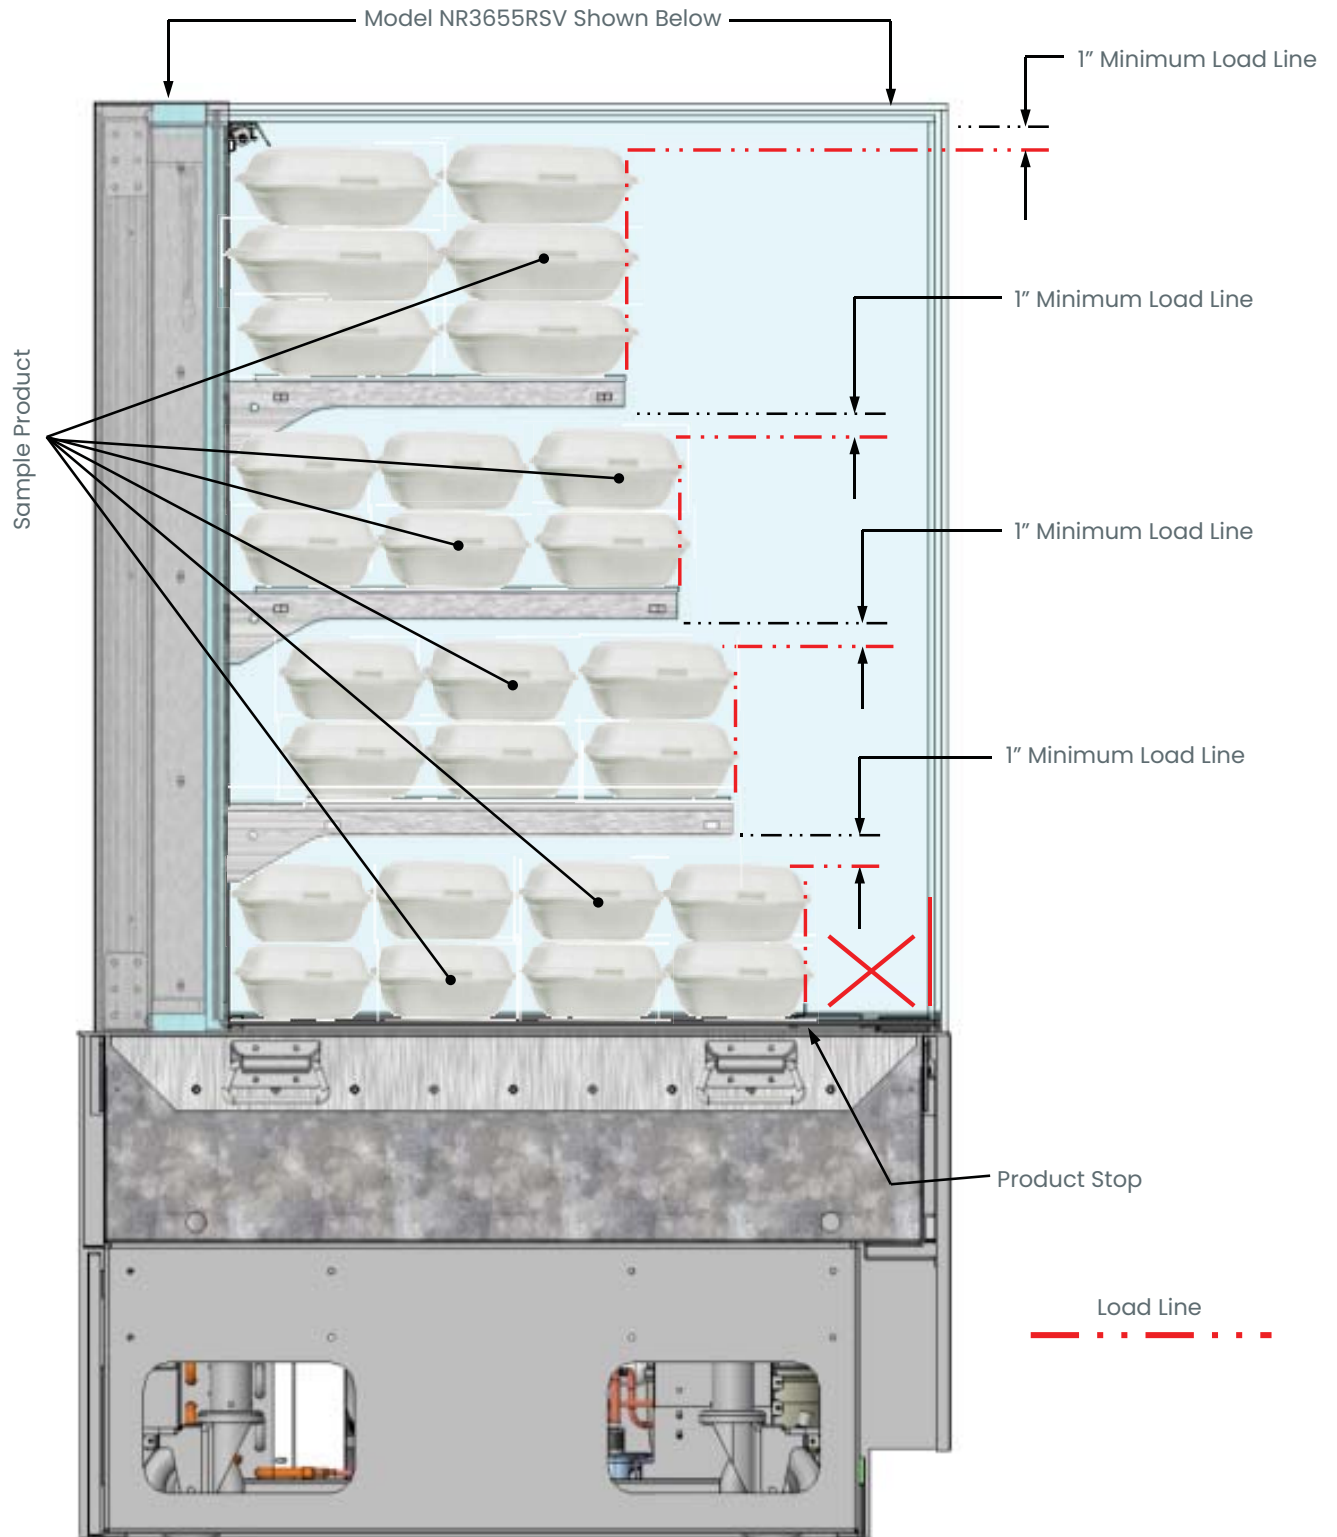 Model NR3655RSV Shown Below
1” Minimum Load Line
1” Minimum Load Line
Sample Product
1” Minimum Load Line
1” Minimum Load Line
Product Stop
Load Line